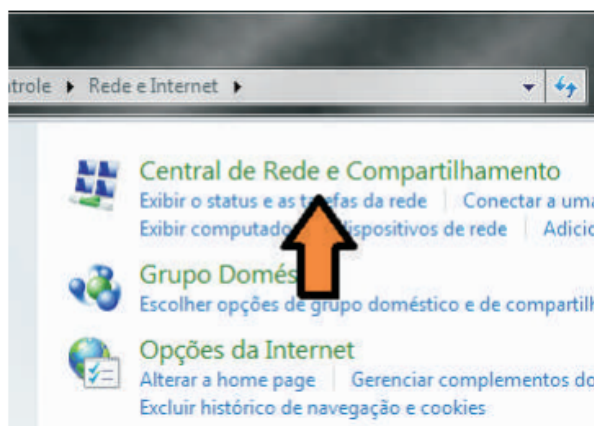 trole ▸ Rede e Internet ▸
Central de Rede e Compartilhamento
Exibir o status e as tarefas da rede Conectar a uma
Exibir computado dispositivos de rede Adicio
Grupo Domés
Escolher opções de grupo doméstico e de compartilh
Opções da Internet
Alterar a home page Gerenciar complementos do
Excluir histórico de navegação e cookies